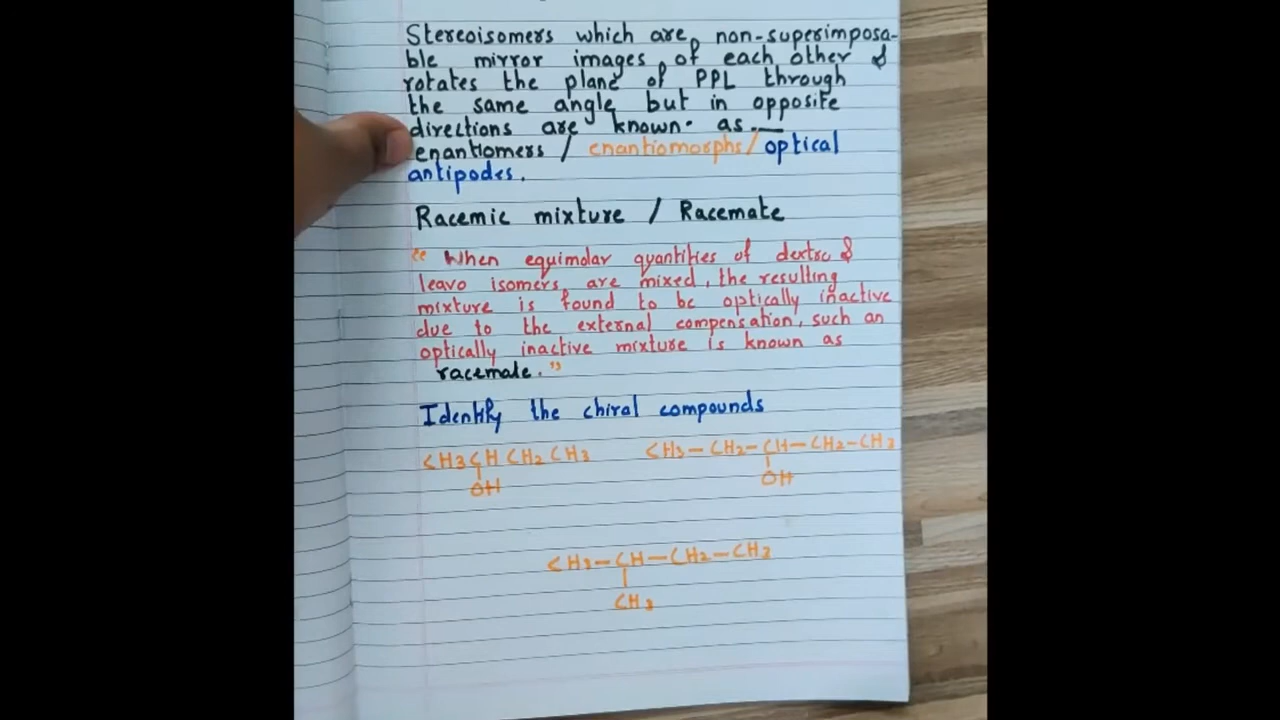 Stereoisomers which are non-superimposa-
ble mirror images of each other &
rotates the plane of PPL through
the same angle but in opposite
directions are known as
enantiomers / enantiomorphs / optical
antipodes.
Racemic mixture / Racemate
" When equimolar quantities of dextro &
leavo isomers are mixed, the resulting
mixture is found to be optically inactive
due to the external compensation, such an
optically inactive mixture is known as
racemate. "
Identify the chiral compounds
CH3 CH CH2 CH3 CH3 - CH2 - CH - CH2 - CH3
OH OH
CH3 - CH - CH2 - CH3
CH3